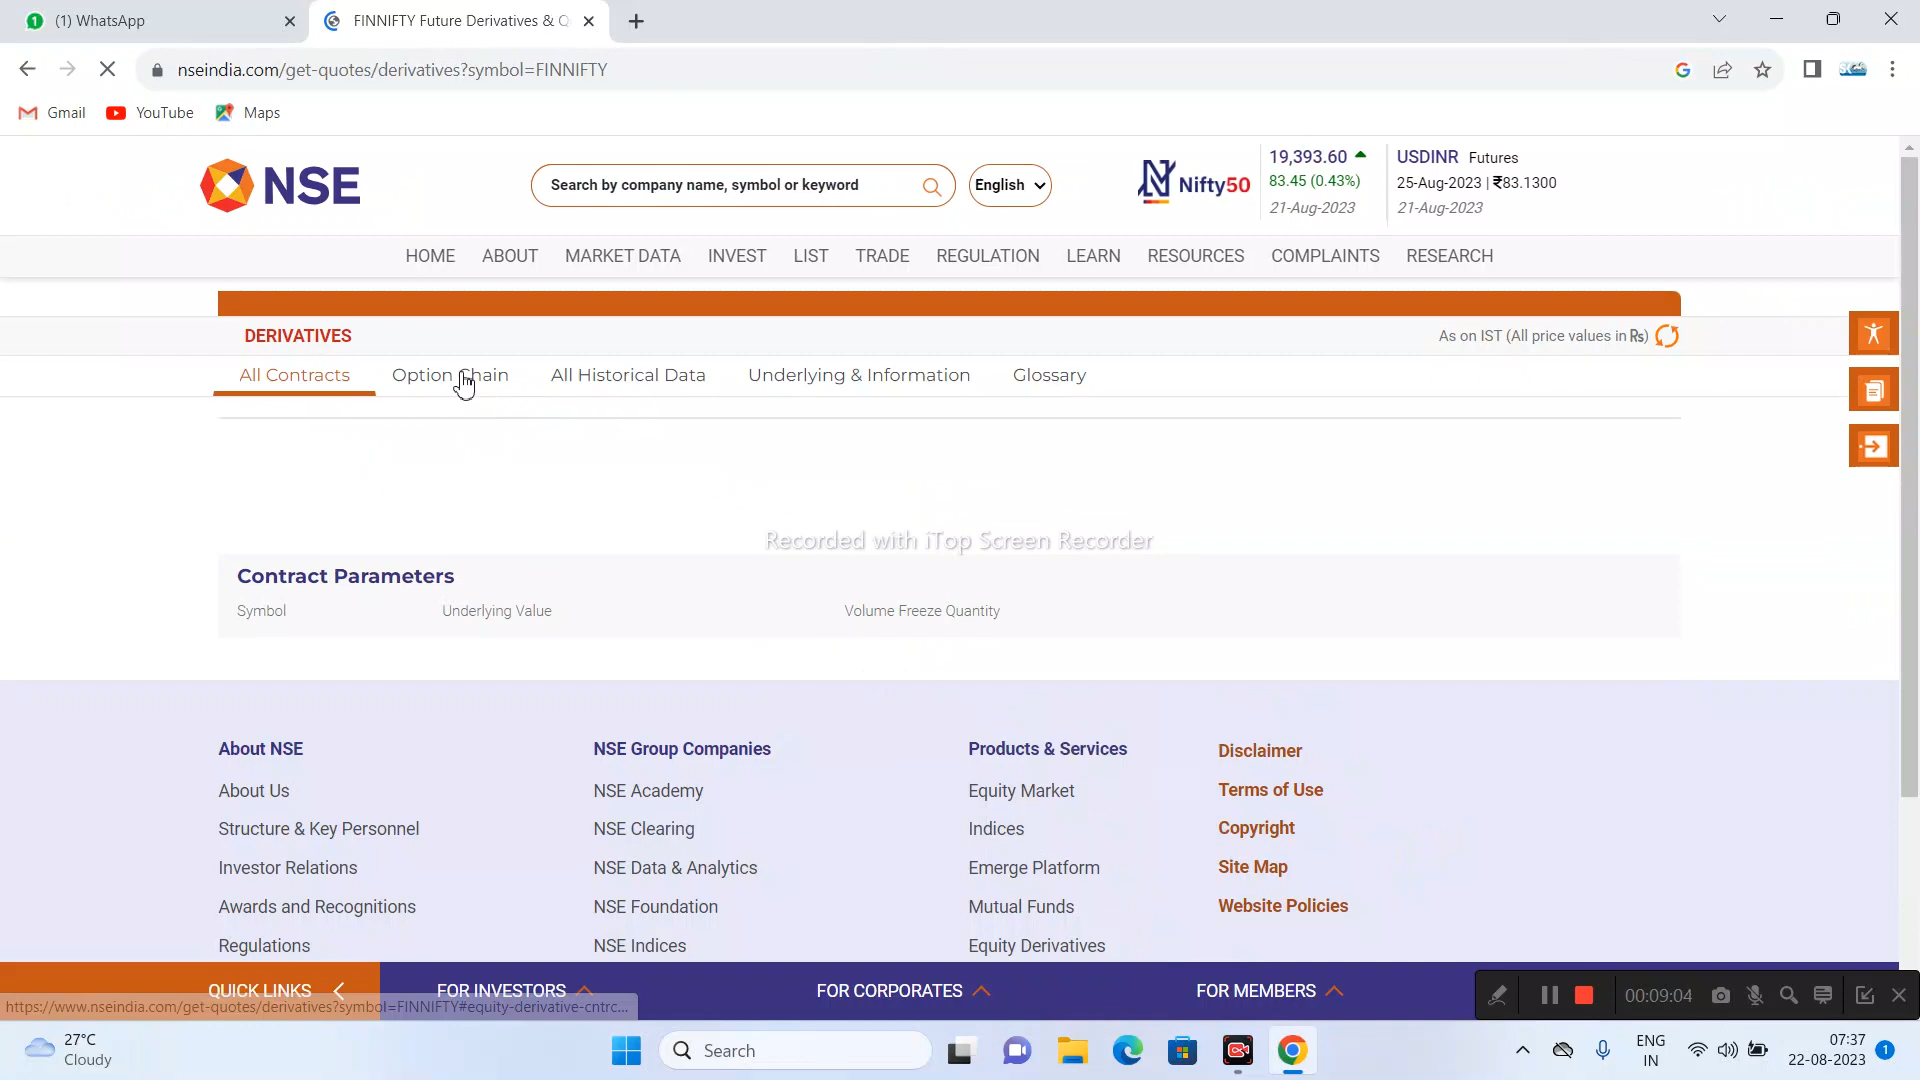 (1) WhatsApp
FINNIFTY Future Derivatives & Q
nseindia.com/get-quotes/derivatives?symbol=FINNIFTY
Gmail YouTube Maps
NSE
Search by company name, symbol or keyword
English
Nifty50
19,393.60
83.45 (0.43%)
21-Aug-2023
USDINR Futures
25-Aug-2023 | ₹83.1300
21-Aug-2023
HOME ABOUT MARKET DATA INVEST LIST TRADE REGULATION LEARN RESOURCES COMPLAINTS RESEARCH
DERIVATIVES
As on IST (All price values in Rs)
All Contracts Option Chain All Historical Data Underlying & Information Glossary
Recorded with iTop Screen Recorder
Contract Parameters
Symbol Underlying Value Volume Freeze Quantity
About NSE
About Us
Structure & Key Personnel
Investor Relations
Awards and Recognitions
Regulations
NSE Group Companies
NSE Academy
NSE Clearing
NSE Data & Analytics
NSE Foundation
NSE Indices
Products & Services
Equity Market
Indices
Emerge Platform
Mutual Funds
Equity Derivatives
Disclaimer
Terms of Use
Copyright
Site Map
Website Policies
QUICK LINKS FOR INVESTORS FOR CORPORATES FOR MEMBERS
https://www.nseindia.com/get-quotes/derivatives?symbol=FINNIFTY#equity-derivative-cntrc...
00:09:04
27°C
Cloudy
Search
ENG
IN
07:37
22-08-2023
1